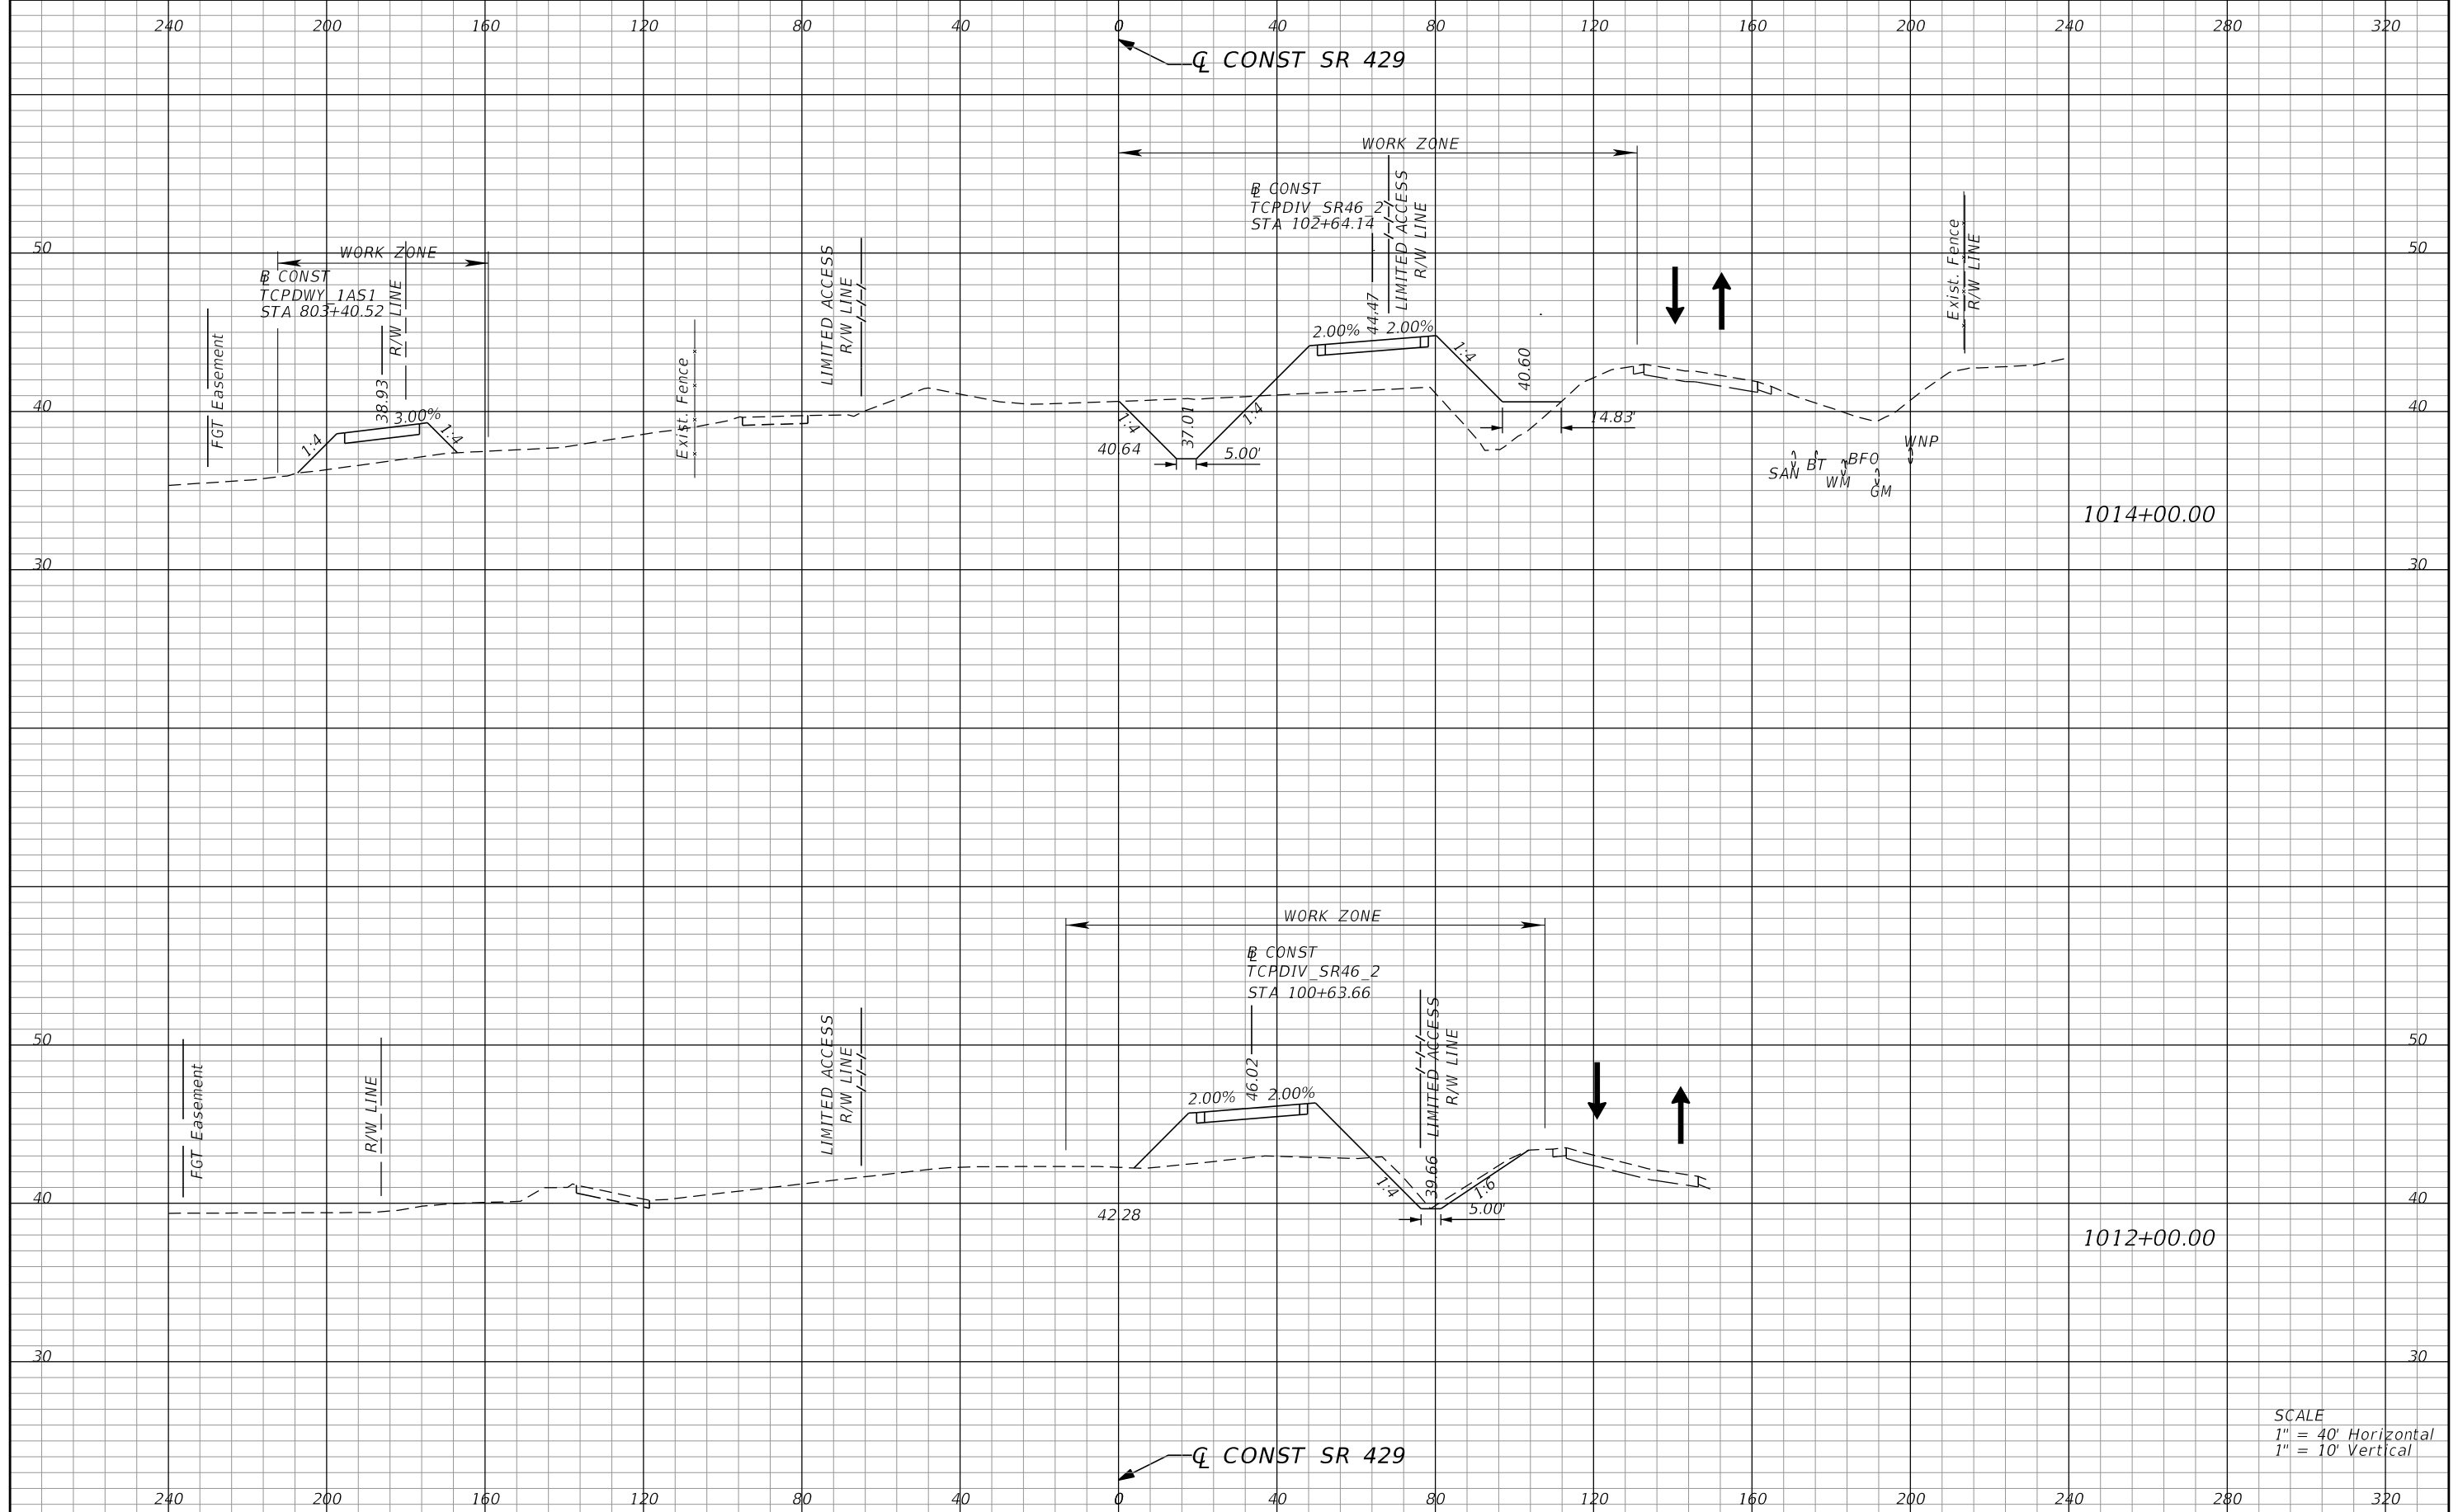 240 200 160 120 80 40 0 40 80 120 160 200 240 280 320
℄ CONST SR 429
WORK ZONE
B̲L CONST
TCPDIV_SR46_2
STA 102+64.14
LIMITED ACCESS
R/W LINE
44.47
2.00% 2.00%
1:4
40.60
14.83'
1:4
37.01
1:4
40.64
5.00'
50 50
WORK ZONE
BL CONST
TCPDWY_1AS1
STA 803+40.52
R/W LINE
FGT Easement
38.93
3.00%
1:4
1:4
Exist. Fence
LIMITED ACCESS
R/W LINE
Exist. Fence
R/W LINE
40 40
WNP
SAN
BT
BFO
WM
GM
1014+00.00
30 30
WORK ZONE
BL CONST
TCPDIV_SR46_2
STA 100+63.66
50 50
FGT Easement
R/W LINE
LIMITED ACCESS
R/W LINE
46.02
2.00% 2.00%
LIMITED ACCESS
R/W LINE
39.66
1:4
1:6
5.00'
40 40
42.28
1012+00.00
30 30
SCALE
1" = 40' Horizontal
1" = 10' Vertical
℄ CONST SR 429
240 200 160 120 80 40 0 40 80 120 160 200 240 280 320